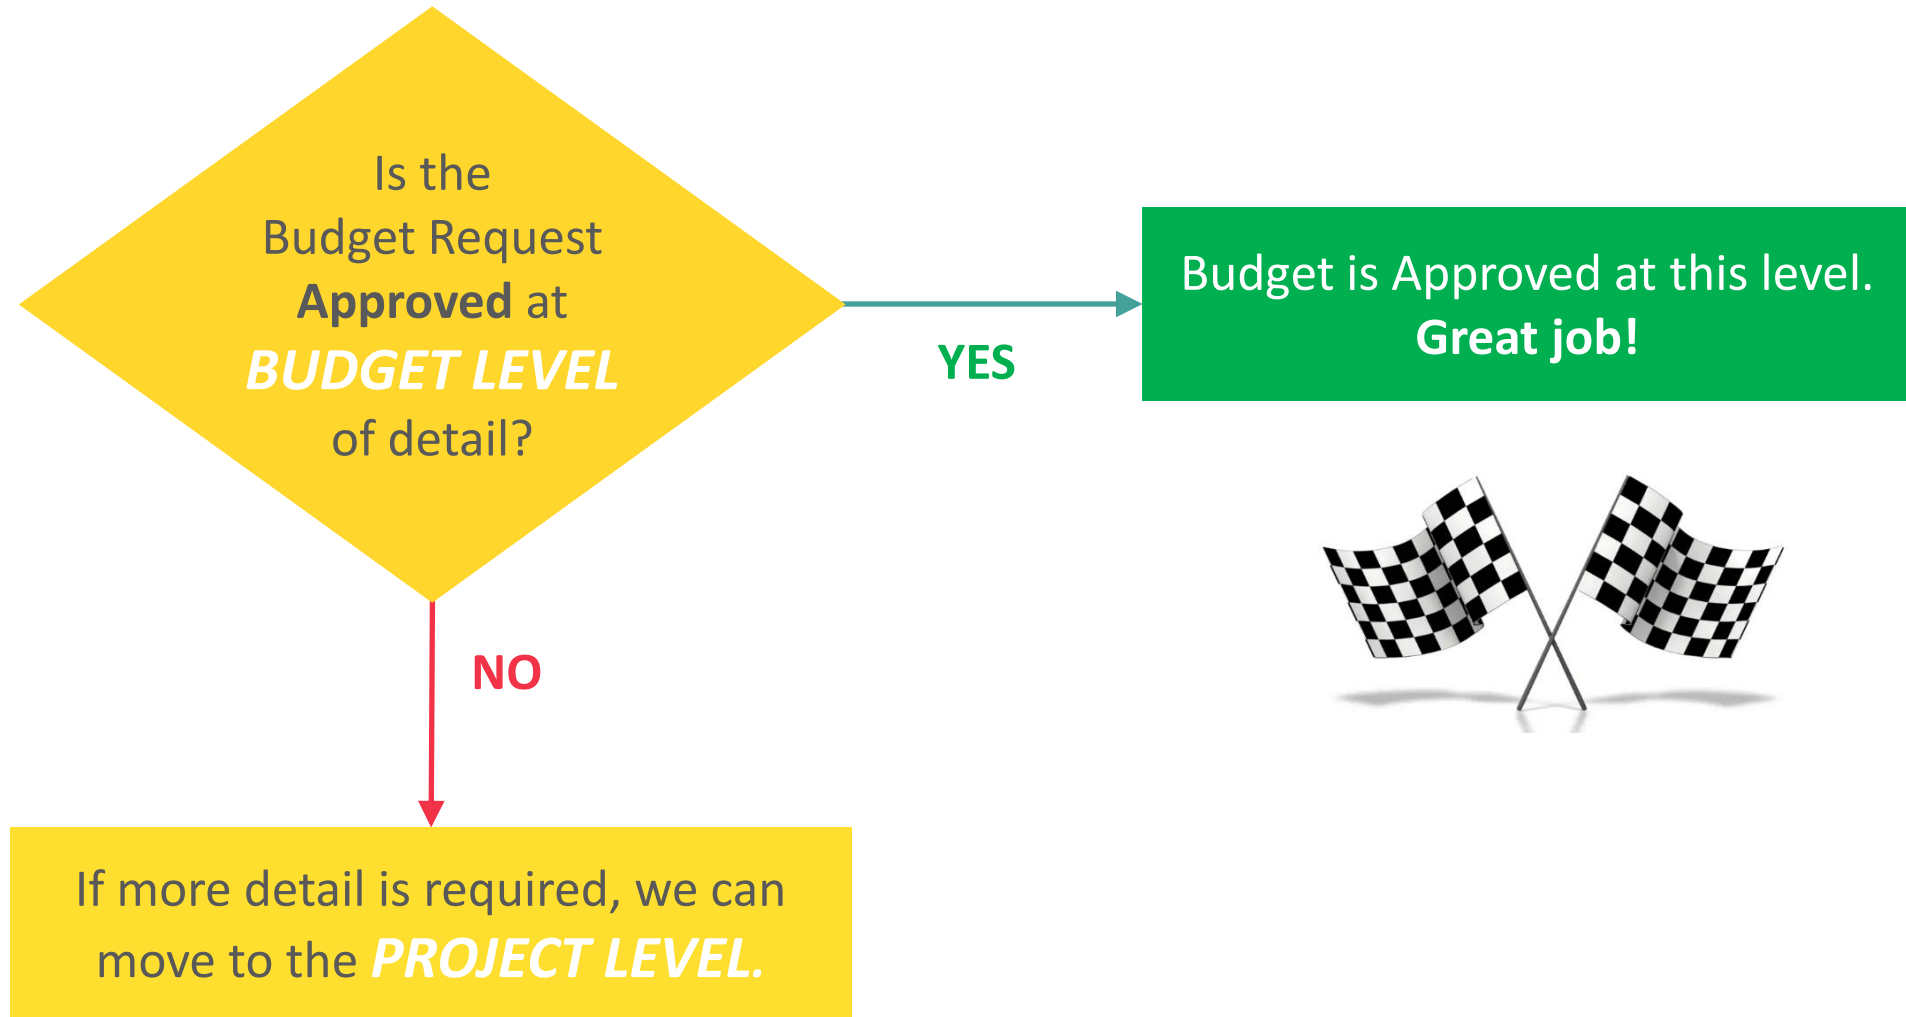 Is the
Budget Request
Approved at
BUDGET LEVEL
of detail?
YES
Budget is Approved at this level.
Great job!
NO
If more detail is required, we can
move to the PROJECT LEVEL.